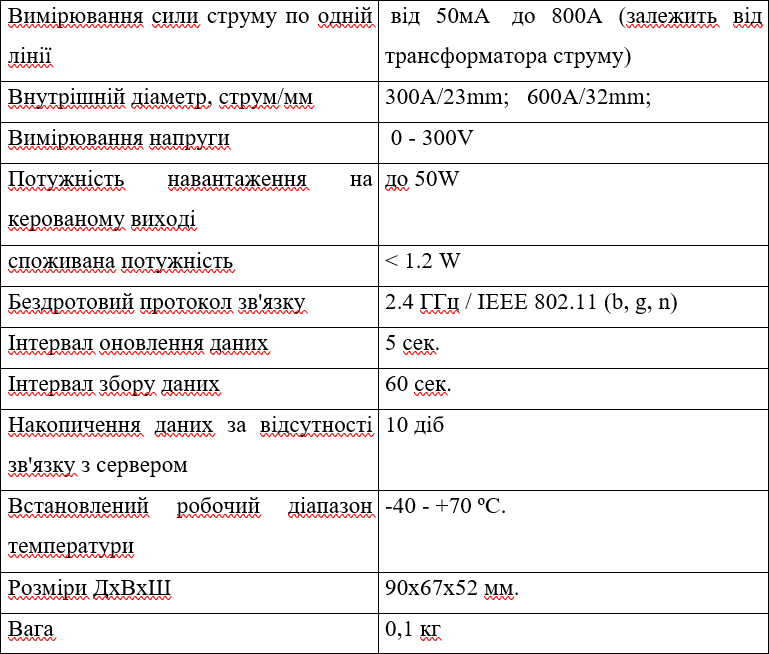 Вимірювання сили струму по одній
лінії
від 50мА до 800А (залежить від
трансформатора струму)
Внутрішній діаметр, струм/мм
300А/23mm; 600А/32mm;
Вимірювання напруги
0 - 300V
Потужність навантаження на
керованому виході
до 50W
споживана потужність
< 1.2 W
Бездротовий протокол зв'язку
2.4 ГГц / IEEE 802.11 (b, g, n)
Інтервал оновлення даних
5 сек.
Інтервал збору даних
60 сек.
Накопичення даних за відсутності
зв'язку з сервером
10 діб
Встановлений робочий діапазон
температури
-40 - +70 ºС.
Розміри ДхВхШ
90х67х52 мм.
Вага
0,1 кг